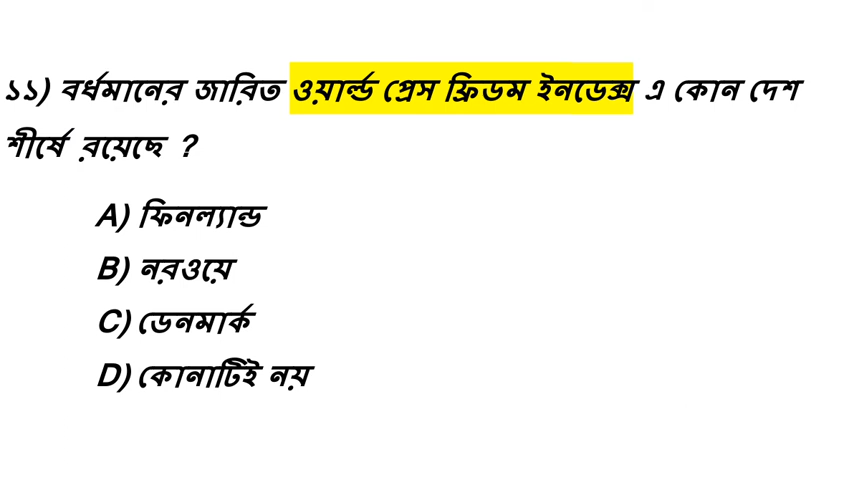 ১১) বর্ধমানের জারিত ওয়ার্ল্ড প্রেস ফ্রিডম ইনডেক্স এ কোন দেশ
শীর্ষে রয়েছে ?
A) ফিনল্যান্ড
B) নরওয়ে
C) ডেনমার্ক
D) কোনাটিই নয়